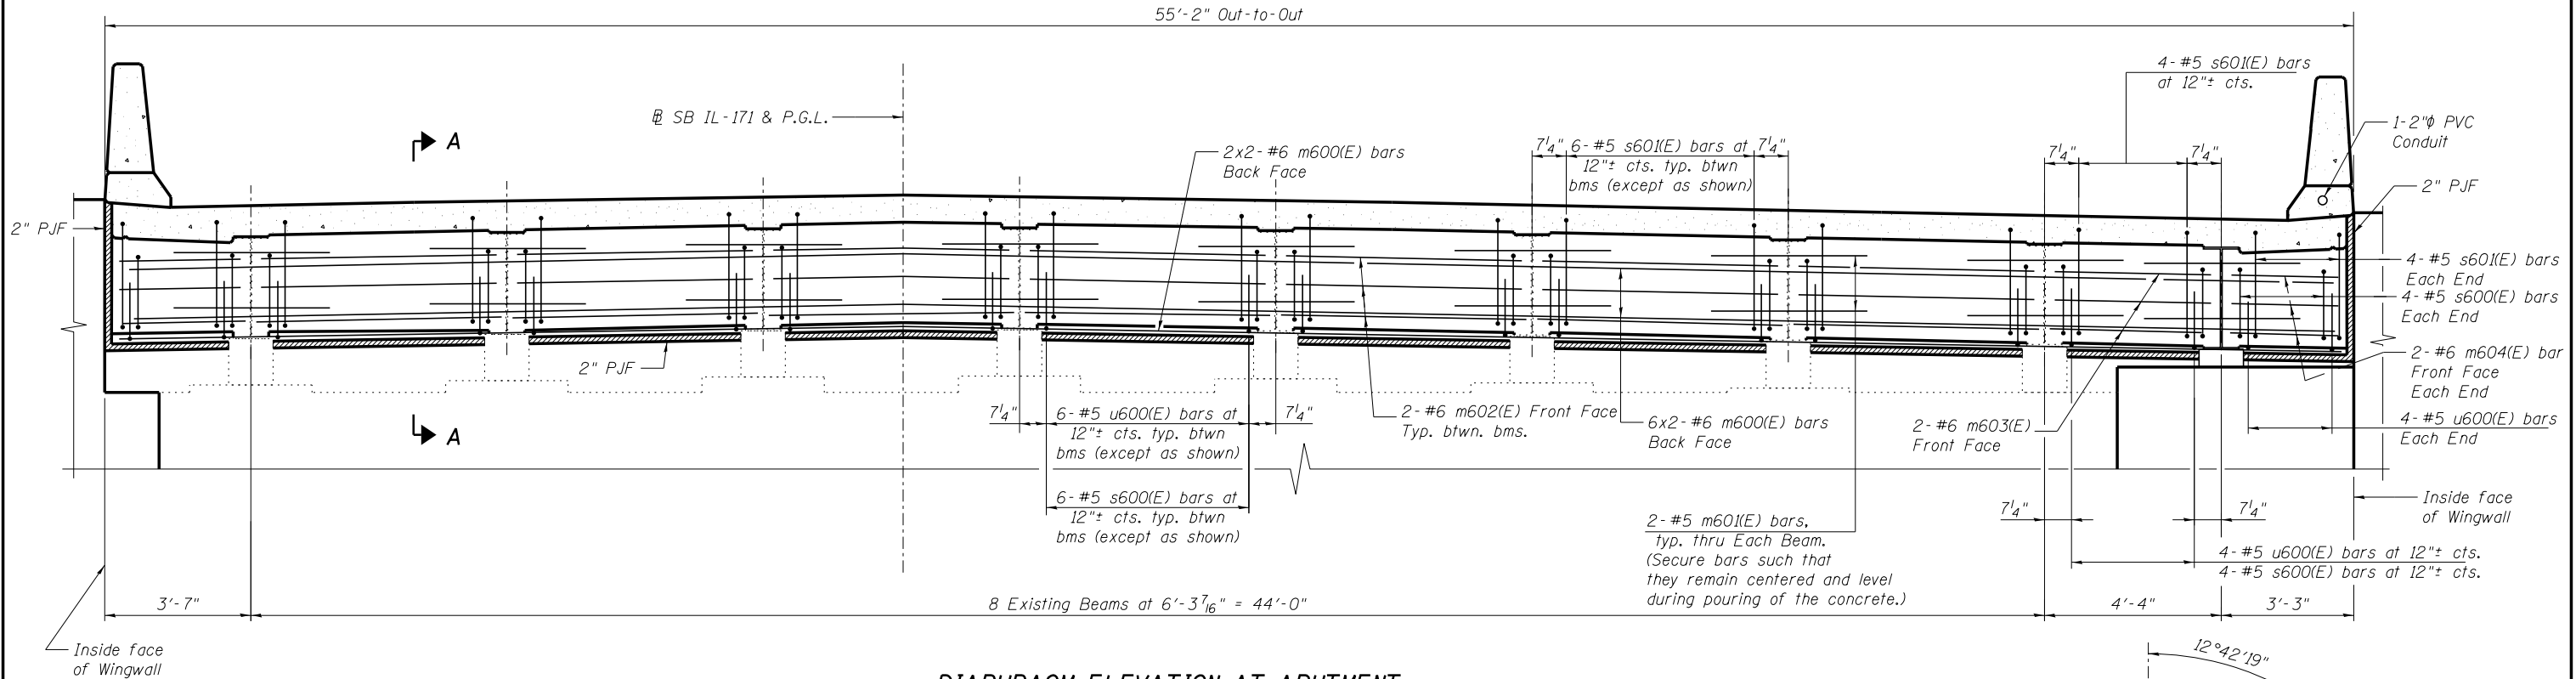 55'-2" Out-to-Out
4-#5 s601(E) bars
at 12"± cts.
℄ SB IL-171 & P.G.L.
A
1-2"ϕ PVC
Conduit
2x2-#6 m600(E) bars
Back Face
7¼"
6-#5 s601(E) bars at
12"± cts. typ. btwn
bms (except as shown)
7¼"
7¼"
7¼"
2" PJF
2" PJF
4-#5 s601(E) bars
Each End
4-#5 s600(E) bars
Each End
2-#6 m604(E) bar
Front Face
Each End
4-#5 u600(E) bars
Each End
2" PJF
A
7¼"
6-#5 u600(E) bars at
12"± cts. typ. btwn
bms (except as shown)
7¼"
2-#6 m602(E) Front Face
Typ. btwn. bms.
6x2-#6 m600(E) bars
Back Face
2-#6 m603(E)
Front Face
6-#5 s600(E) bars at
12"± cts. typ. btwn
bms (except as shown)
2-#5 m601(E) bars,
typ. thru Each Beam.
(Secure bars such that
they remain centered and level
during pouring of the concrete.)
7¼"
7¼"
Inside face
of Wingwall
4-#5 u600(E) bars at 12"± cts.
4-#5 s600(E) bars at 12"± cts.
3'-7"
8 Existing Beams at 6'-3 7/16" = 44'-0"
4'-4"
3'-3"
Inside face
of Wingwall
12°42'19"
DIAPHRAGM ELEVATION AT ABUTMENT